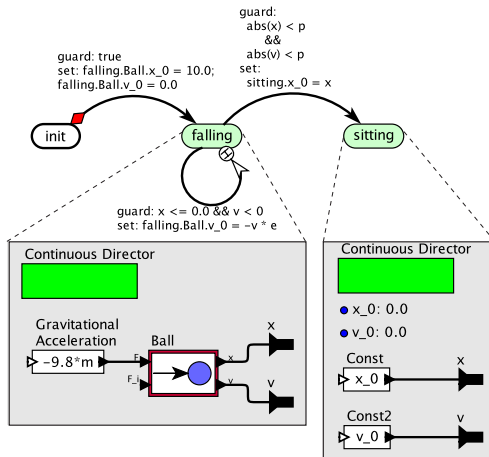 guard:
abs(x) < p
&&
abs(v) < p
set:
sitting.x_0 = x
guard: true
set: falling.Ball.x_0 = 10.0;
falling.Ball.v_0 = 0.0
init
falling
sitting
H
guard: x <= 0.0 && v < 0
set: falling.Ball.v_0 = -v * e
Continuous Director
Gravitational
Acceleration
-9.8*m
Ball
F
F_i
x
v
x
v
Continuous Director
x_0: 0.0
v_0: 0.0
Const
x_0
x
Const2
v_0
v